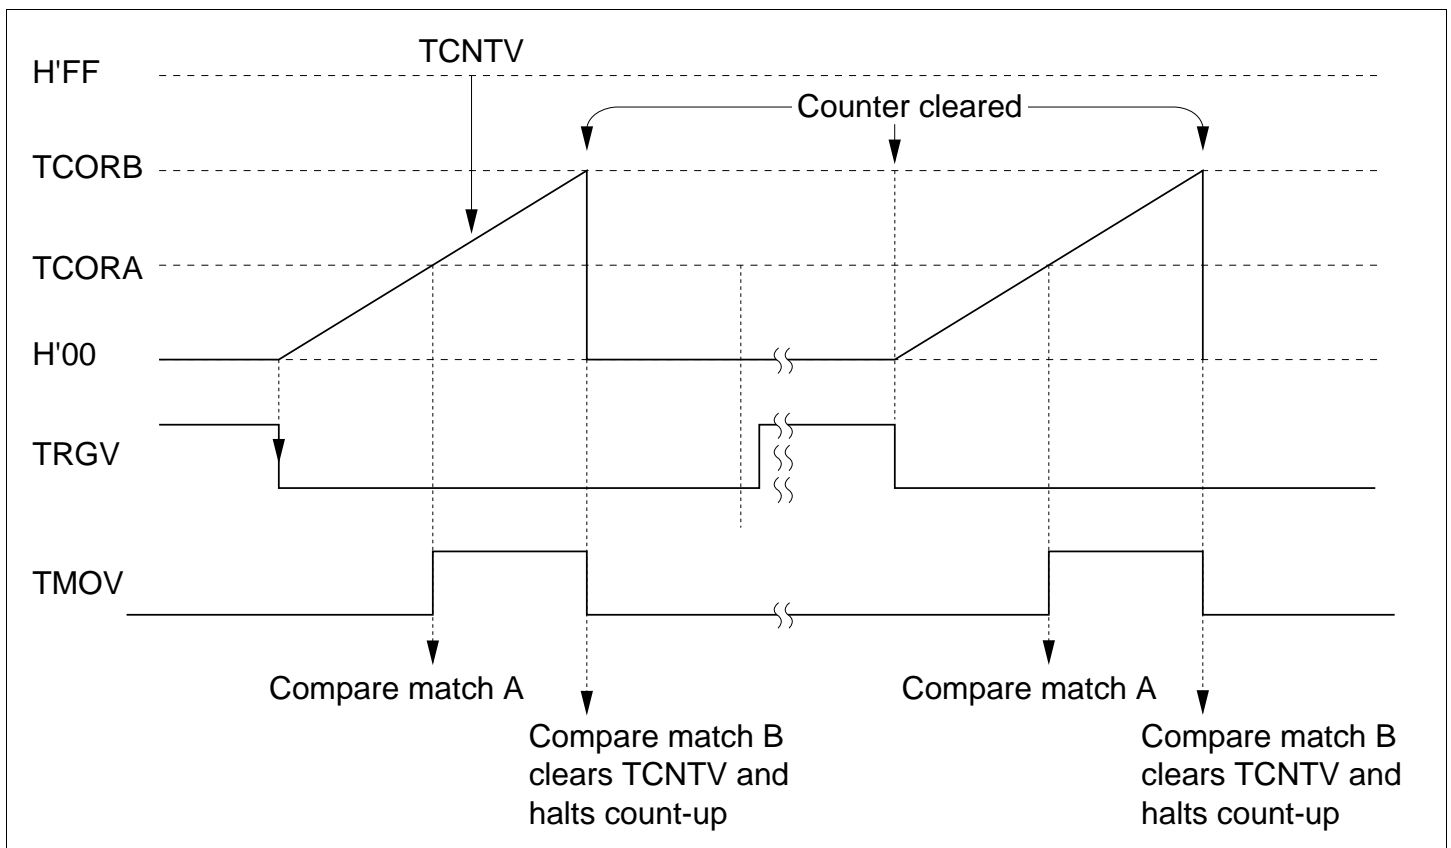 TCNTV
H'FF
Counter cleared
TCORB
TCORA
H'00
TRGV
TMOV
Compare match A
Compare match A
Compare match B
clears TCNTV and
halts count-up
Compare match B
clears TCNTV and
halts count-up